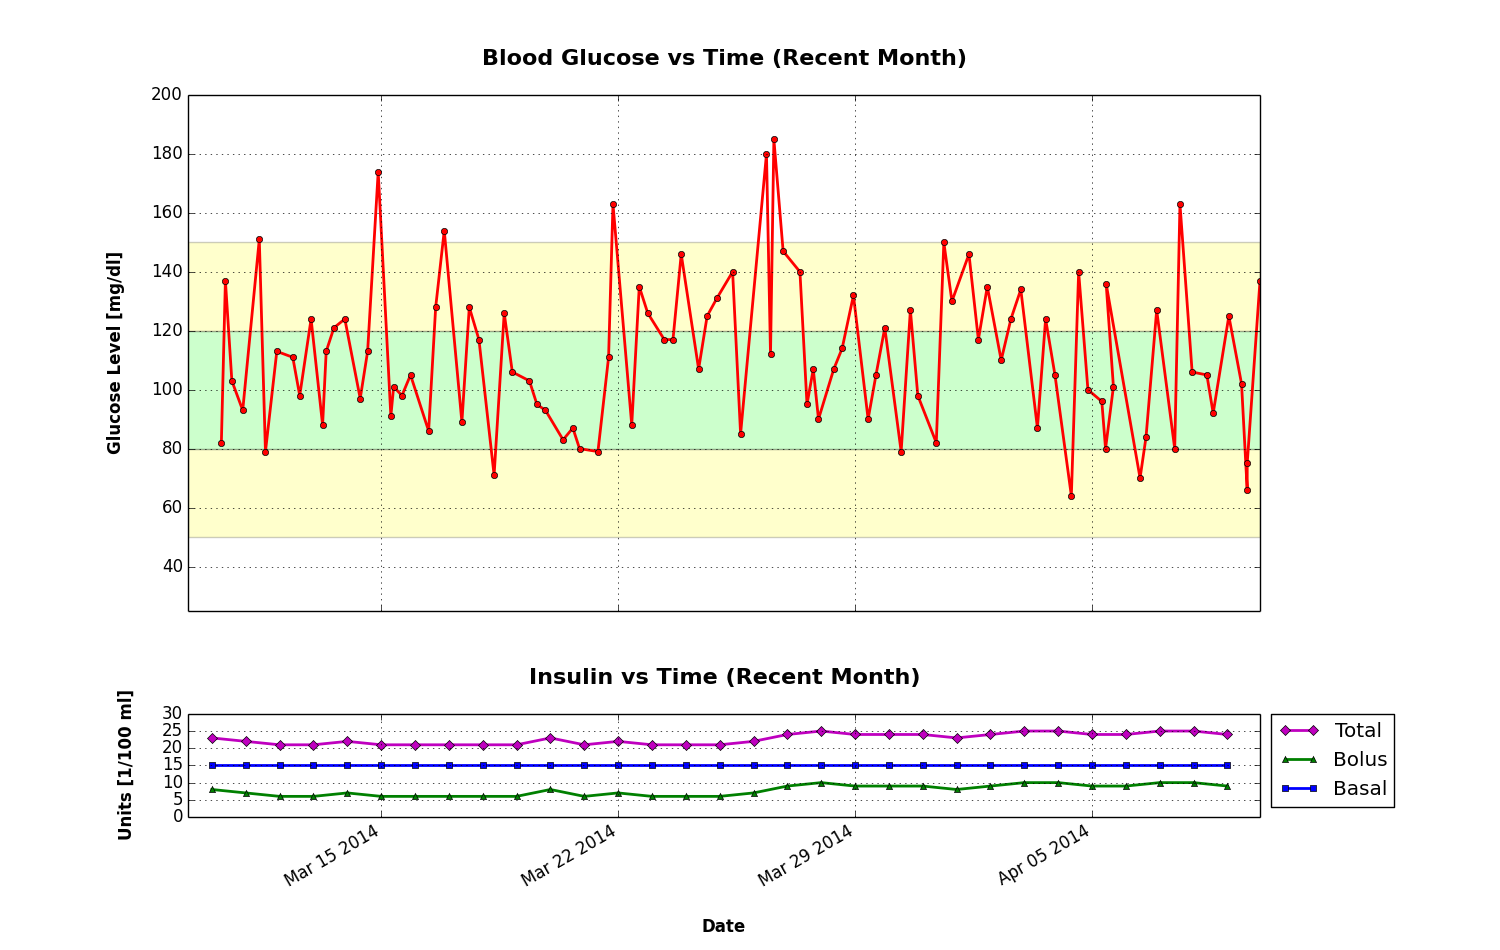 Blood Glucose vs Time (Recent Month)
200
180
160
140
120
100
80
60
40
Glucose Level [mg/dl]
Insulin vs Time (Recent Month)
30
25
20
15
10
5
0
Units [1/100 ml]
Total
Bolus
Basal
Mar 15 2014
Mar 22 2014
Mar 29 2014
Apr 05 2014
Date